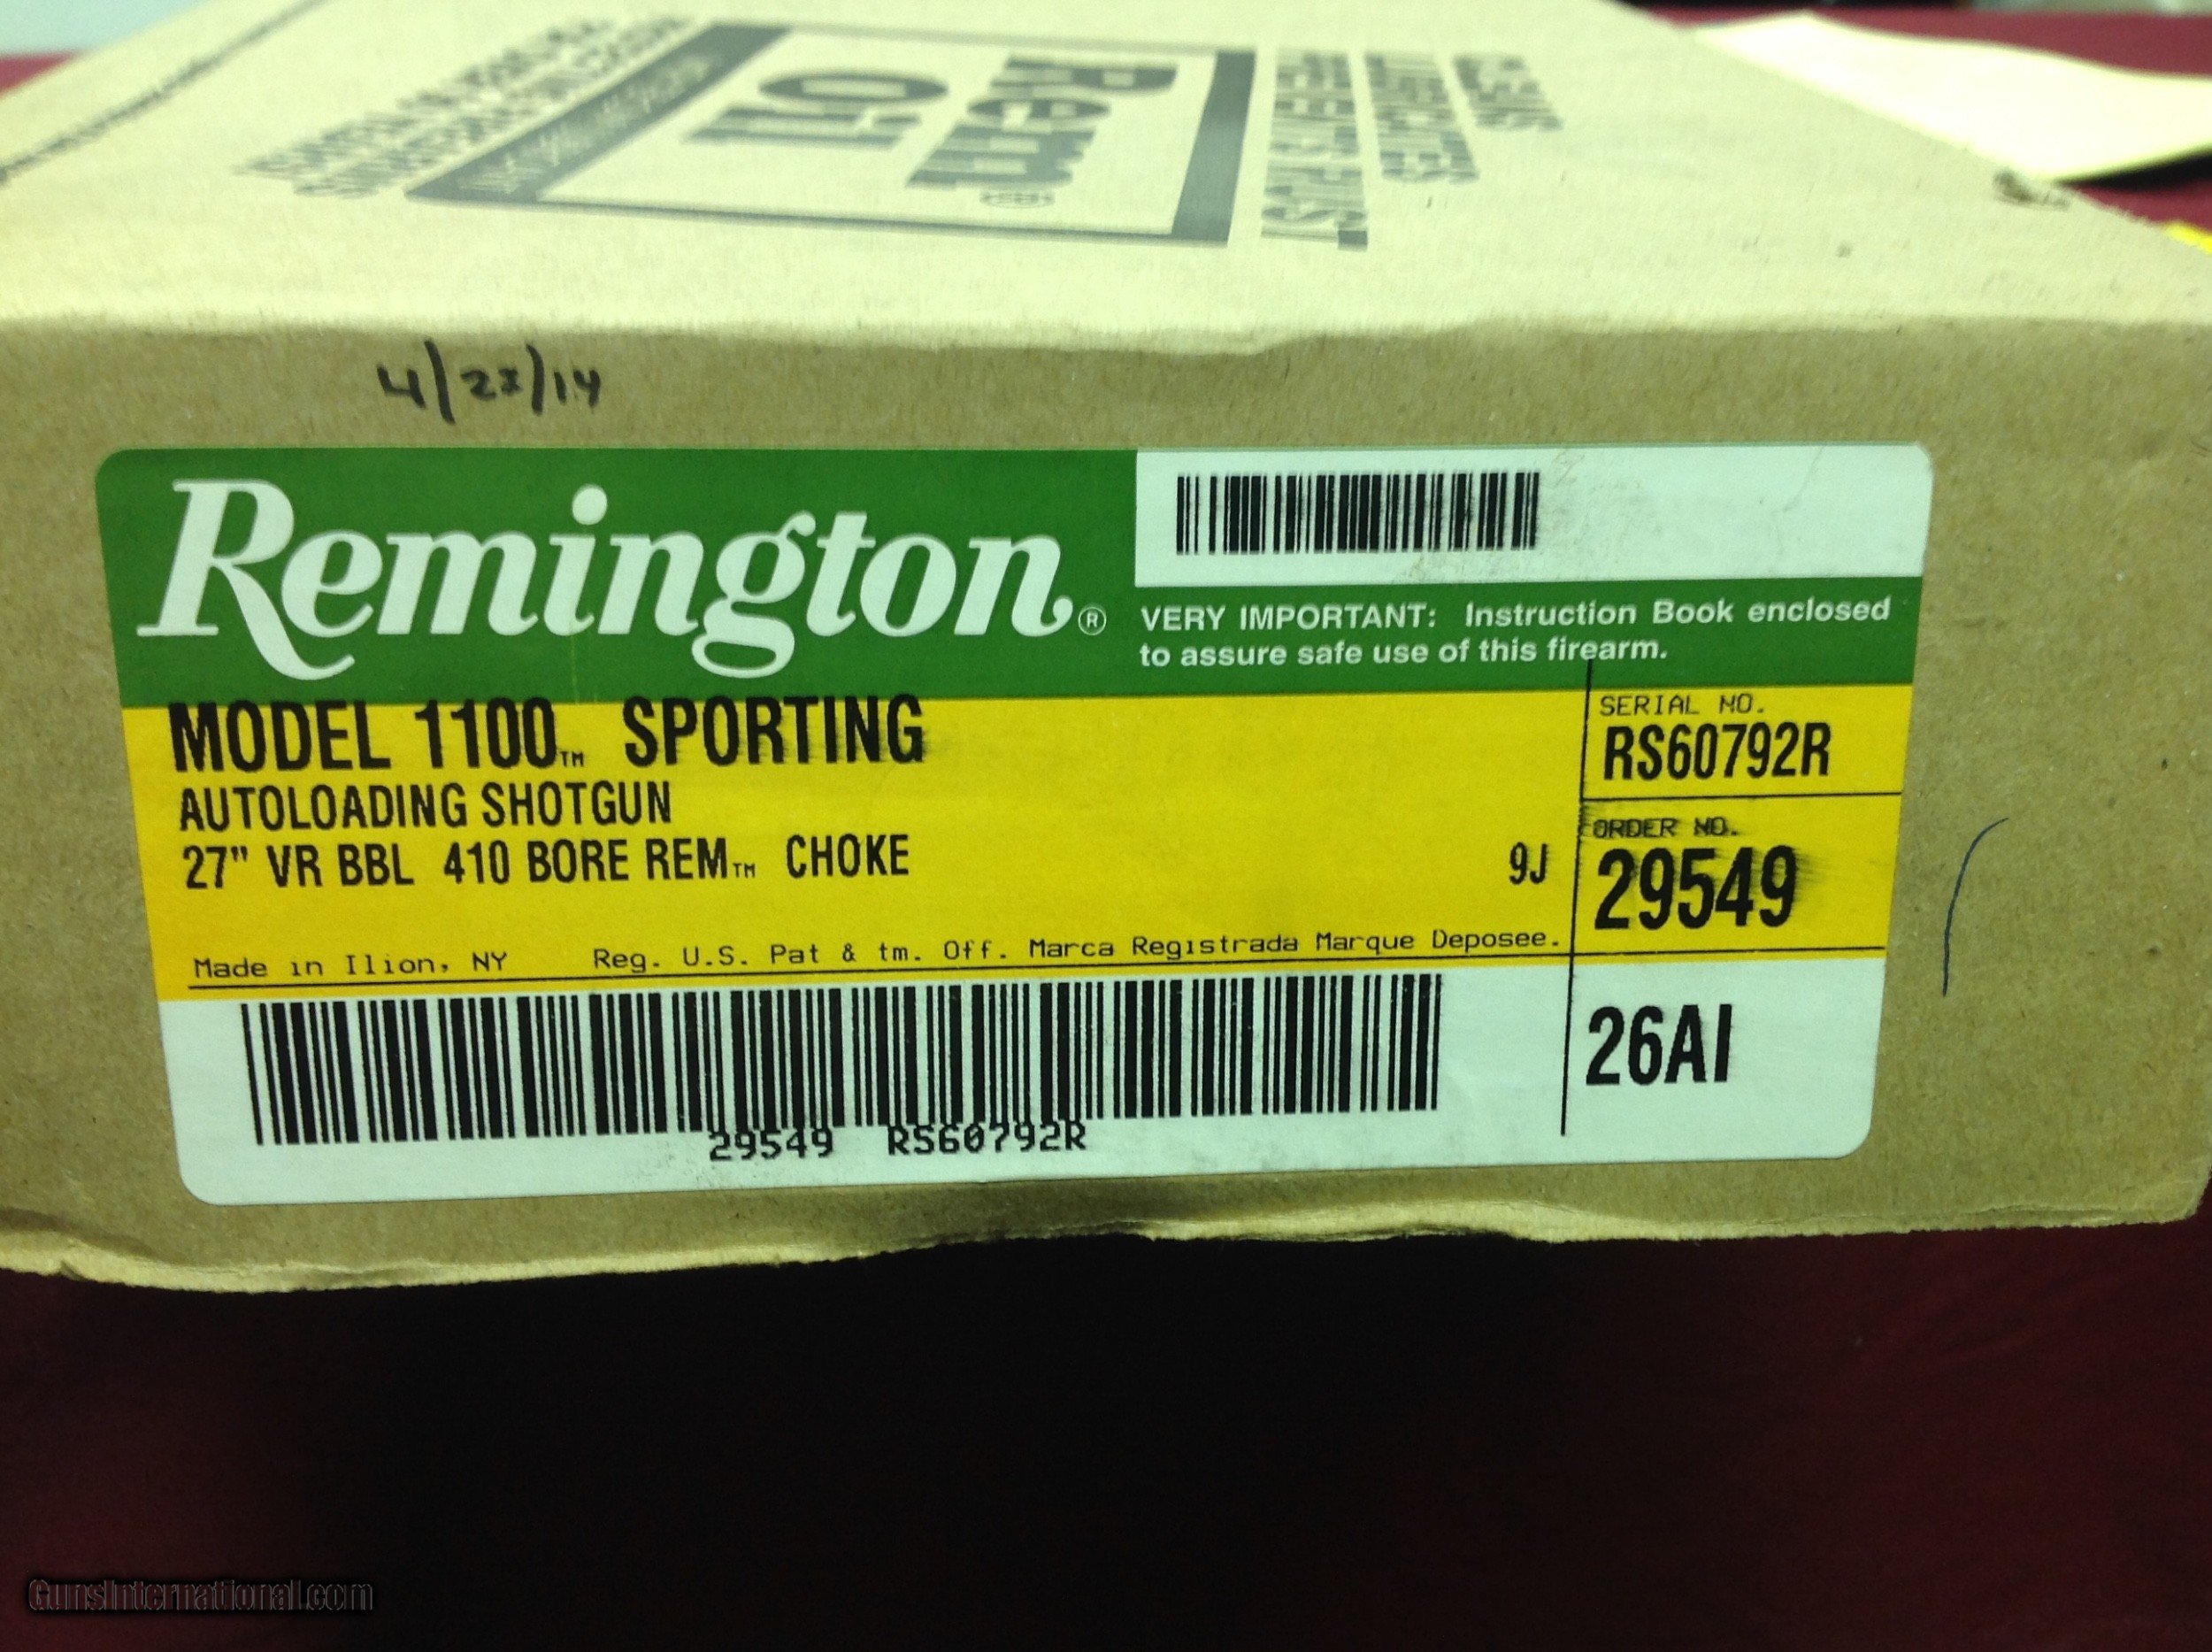 Rem®
oil
4/22/14
Remington®
VERY IMPORTANT: Instruction Book enclosed
to assure safe use of this firearm.
MODEL 1100™ SPORTING
AUTOLOADING SHOTGUN
27" VR BBL 410 BORE REM™ CHOKE
9J
SERIAL NO.
RS60792R
ORDER NO.
29549
Made in Ilion, NY Reg. U.S. Pat & tm. Off. Marca Registrada Marque Deposee.
26AI
29549 RS60792R
GunsInternational.com